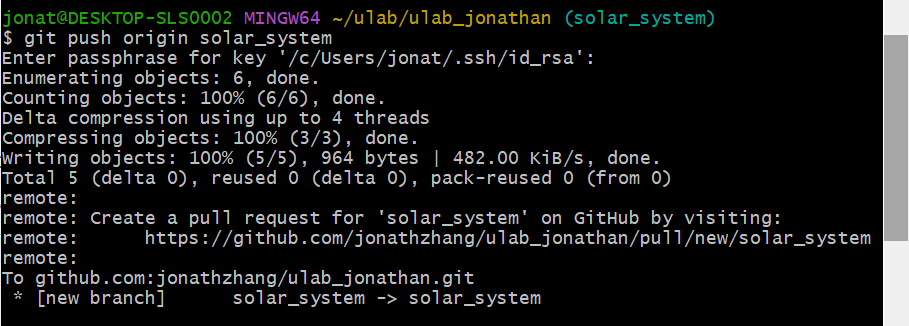 jonat@DESKTOP-SLS0002 MINGW64 ~/ulab/ulab_jonathan (solar_system)
$ git push origin solar_system
Enter passphrase for key '/c/Users/jonat/.ssh/id_rsa':
Enumerating objects: 6, done.
Counting objects: 100% (6/6), done.
Delta compression using up to 4 threads
Compressing objects: 100% (3/3), done.
Writing objects: 100% (5/5), 964 bytes | 482.00 KiB/s, done.
Total 5 (delta 0), reused 0 (delta 0), pack-reused 0 (from 0)
remote:
remote: Create a pull request for 'solar_system' on GitHub by visiting:
remote:      https://github.com/jonathzhang/ulab_jonathan/pull/new/solar_system
remote:
To github.com:jonathzhang/ulab_jonathan.git
 * [new branch]      solar_system -> solar_system